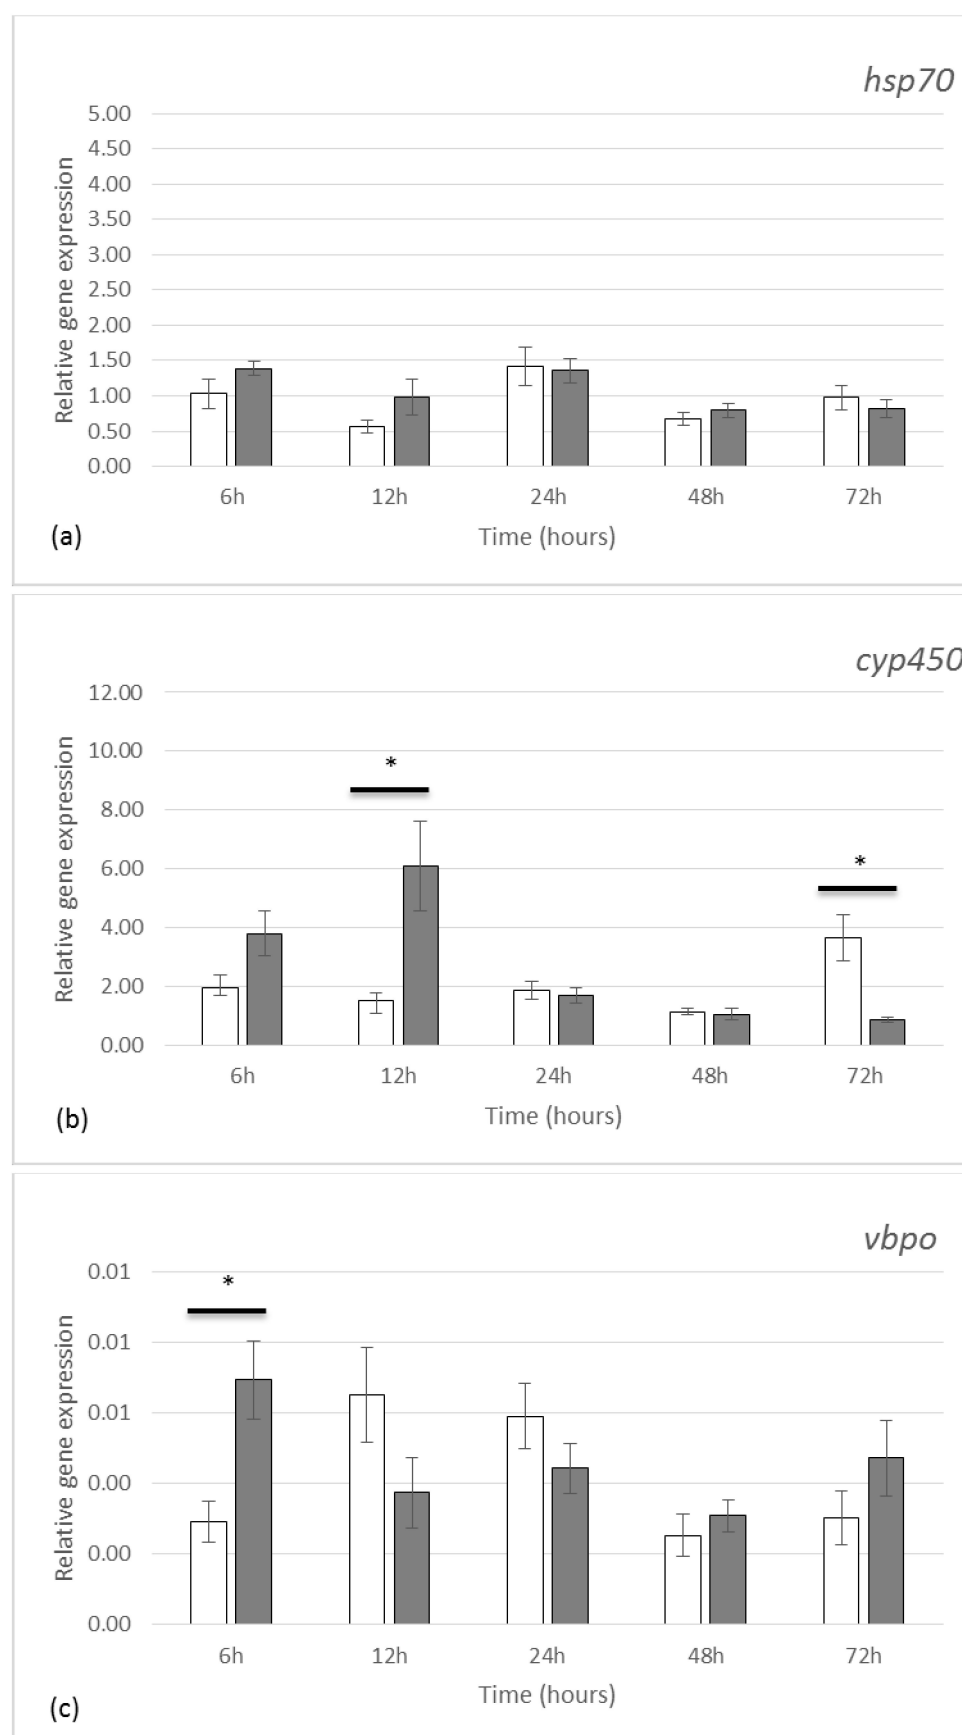 hsp70
5.00
4.50
4.00
3.50
3.00
2.50
2.00
1.50
1.00
0.50
0.00
Relative gene expression
6h 12h 24h 48h 72h
Time (hours)
(a)
cyp450
12.00
10.00
8.00
6.00
4.00
2.00
0.00
Relative gene expression
*
*
6h 12h 24h 48h 72h
Time (hours)
(b)
vbpo
0.01
0.01
0.01
0.00
0.00
0.00
Relative gene expression
*
6h 12h 24h 48h 72h
Time (hours)
(c)